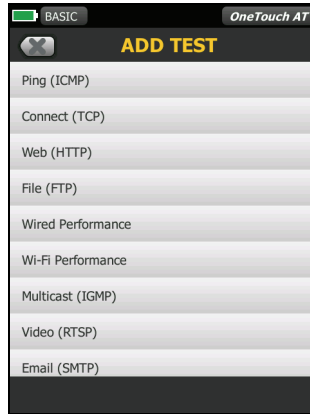 BASIC
OneTouch AT
ADD TEST
Ping (ICMP)
Connect (TCP)
Web (HTTP)
File (FTP)
Wired Performance
Wi-Fi Performance
Multicast (IGMP)
Video (RTSP)
Email (SMTP)